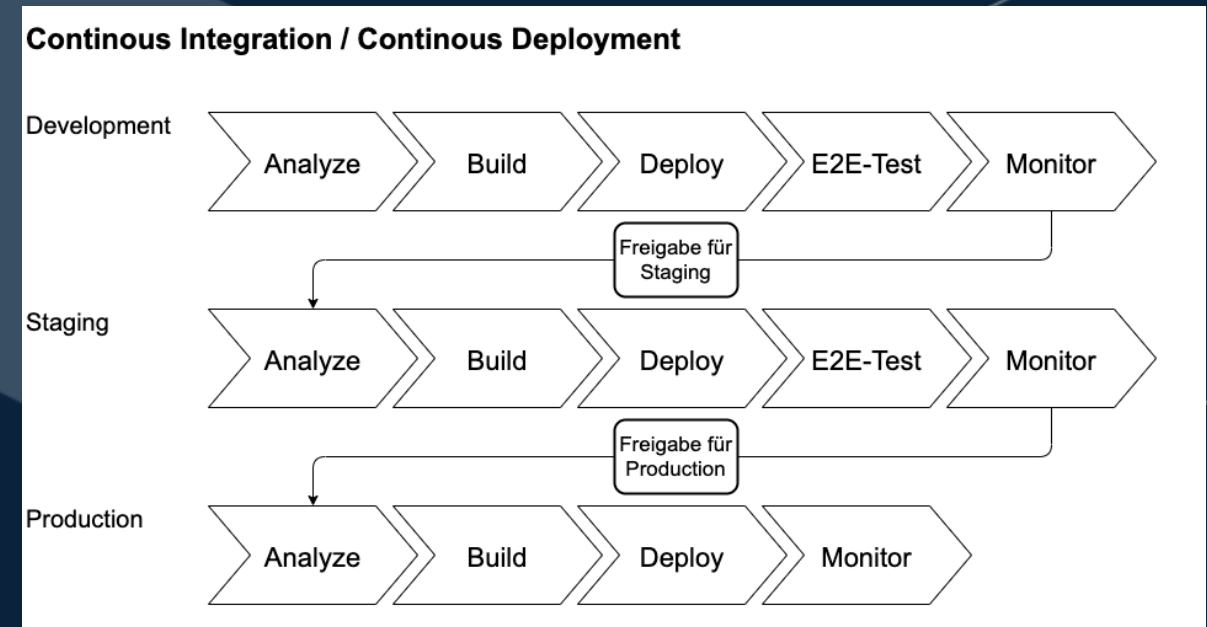 Continous Integration / Continous Deployment
Development
Analyze
Build
Deploy
E2E-Test
Monitor
Freigabe für
Staging
Staging
Analyze
Build
Deploy
E2E-Test
Monitor
Freigabe für
Production
Production
Analyze
Build
Deploy
Monitor